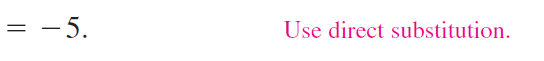 = −5. Use direct substitution.